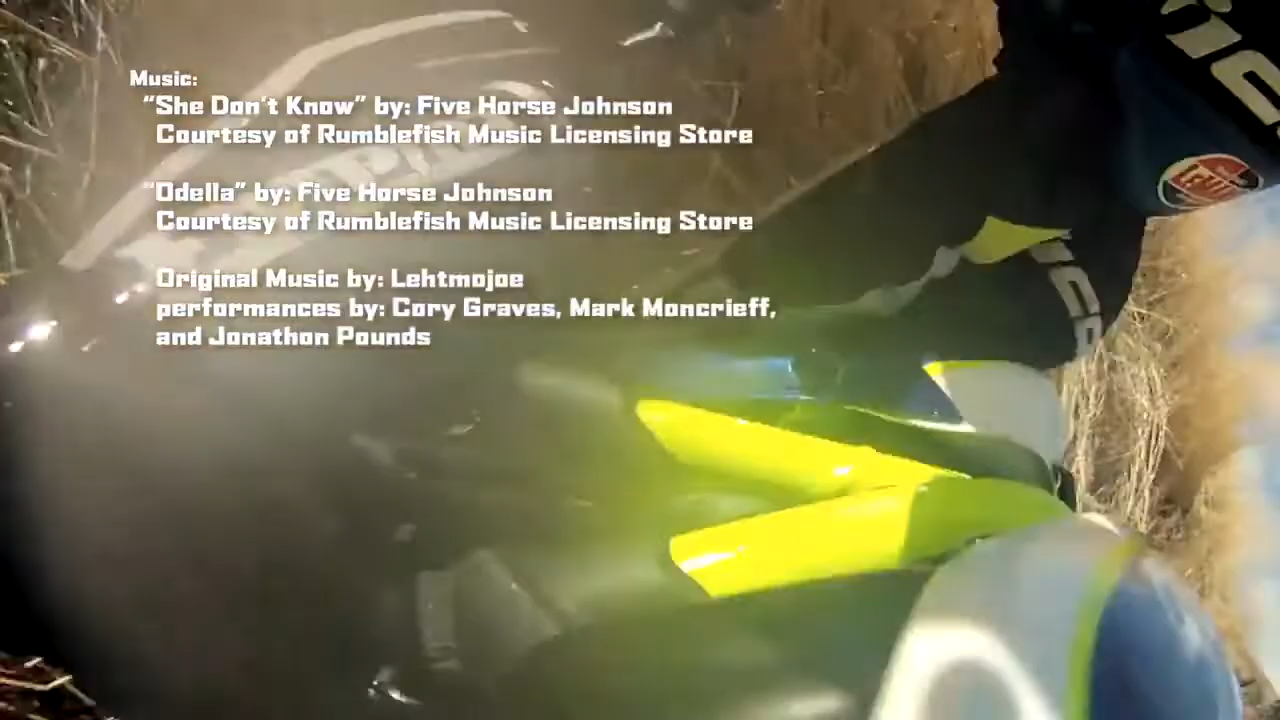 Music:
“She Don't Know” by: Five Horse Johnson
Courtesy of Rumblefish Music Licensing Store
“Odella” by: Five Horse Johnson
Courtesy of Rumblefish Music Licensing Store
Original Music by: Lehtmojoe
performances by: Cory Graves, Mark Moncrieff,
and Jonathon Pounds